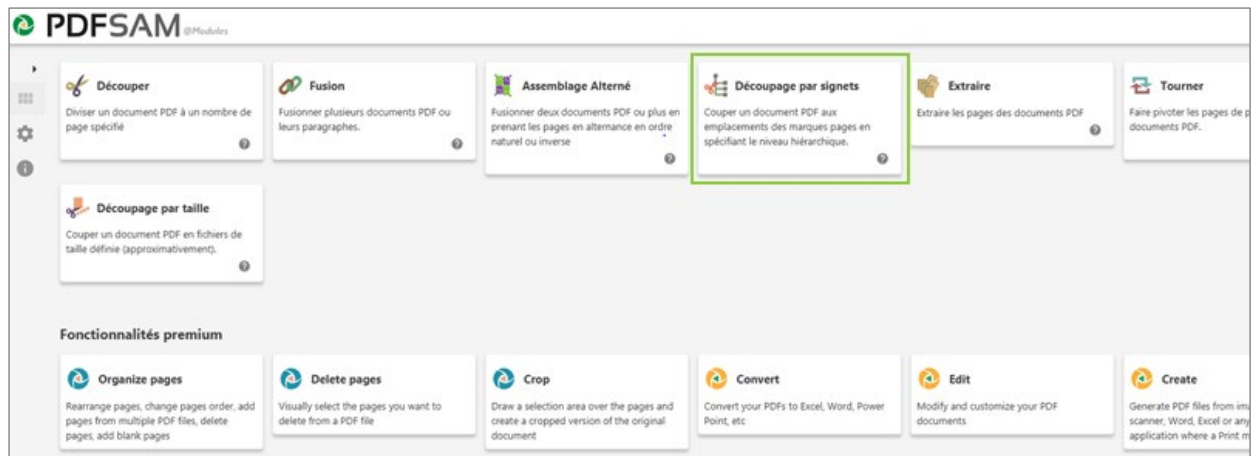 PDFSAM @Modules
Découper
Diviser un document PDF à un nombre de
page spécifié
Fusion
Fusionner plusieurs documents PDF ou
leurs paragraphes.
Assemblage Alterné
Fusionner deux documents PDF ou plus en
prenant les pages en alternance en ordre
naturel ou inverse
Découpage par signets
Couper un document PDF aux
emplacements des marques pages en
spécifiant le niveau hiérarchique.
Extraire
Extraire les pages des documents PDF
Tourner
Faire pivoter les pages de
documents PDF.
Découpage par taille
Couper un document PDF en fichiers de
taille définie (approximativement).
Fonctionnalités premium
Organize pages
Rearrange pages, change pages order, add
pages from multiple PDF files, delete
pages, add blank pages
Delete pages
Visually select the pages you want to
delete from a PDF file
Crop
Draw a selection area over the pages and
create a cropped version of the original
document
Convert
Convert your PDFs to Excel, Word, Power
Point, etc
Edit
Modify and customize your PDF
documents
Create
Generate PDF files from
scanner, Word, Excel or any
application where a Print